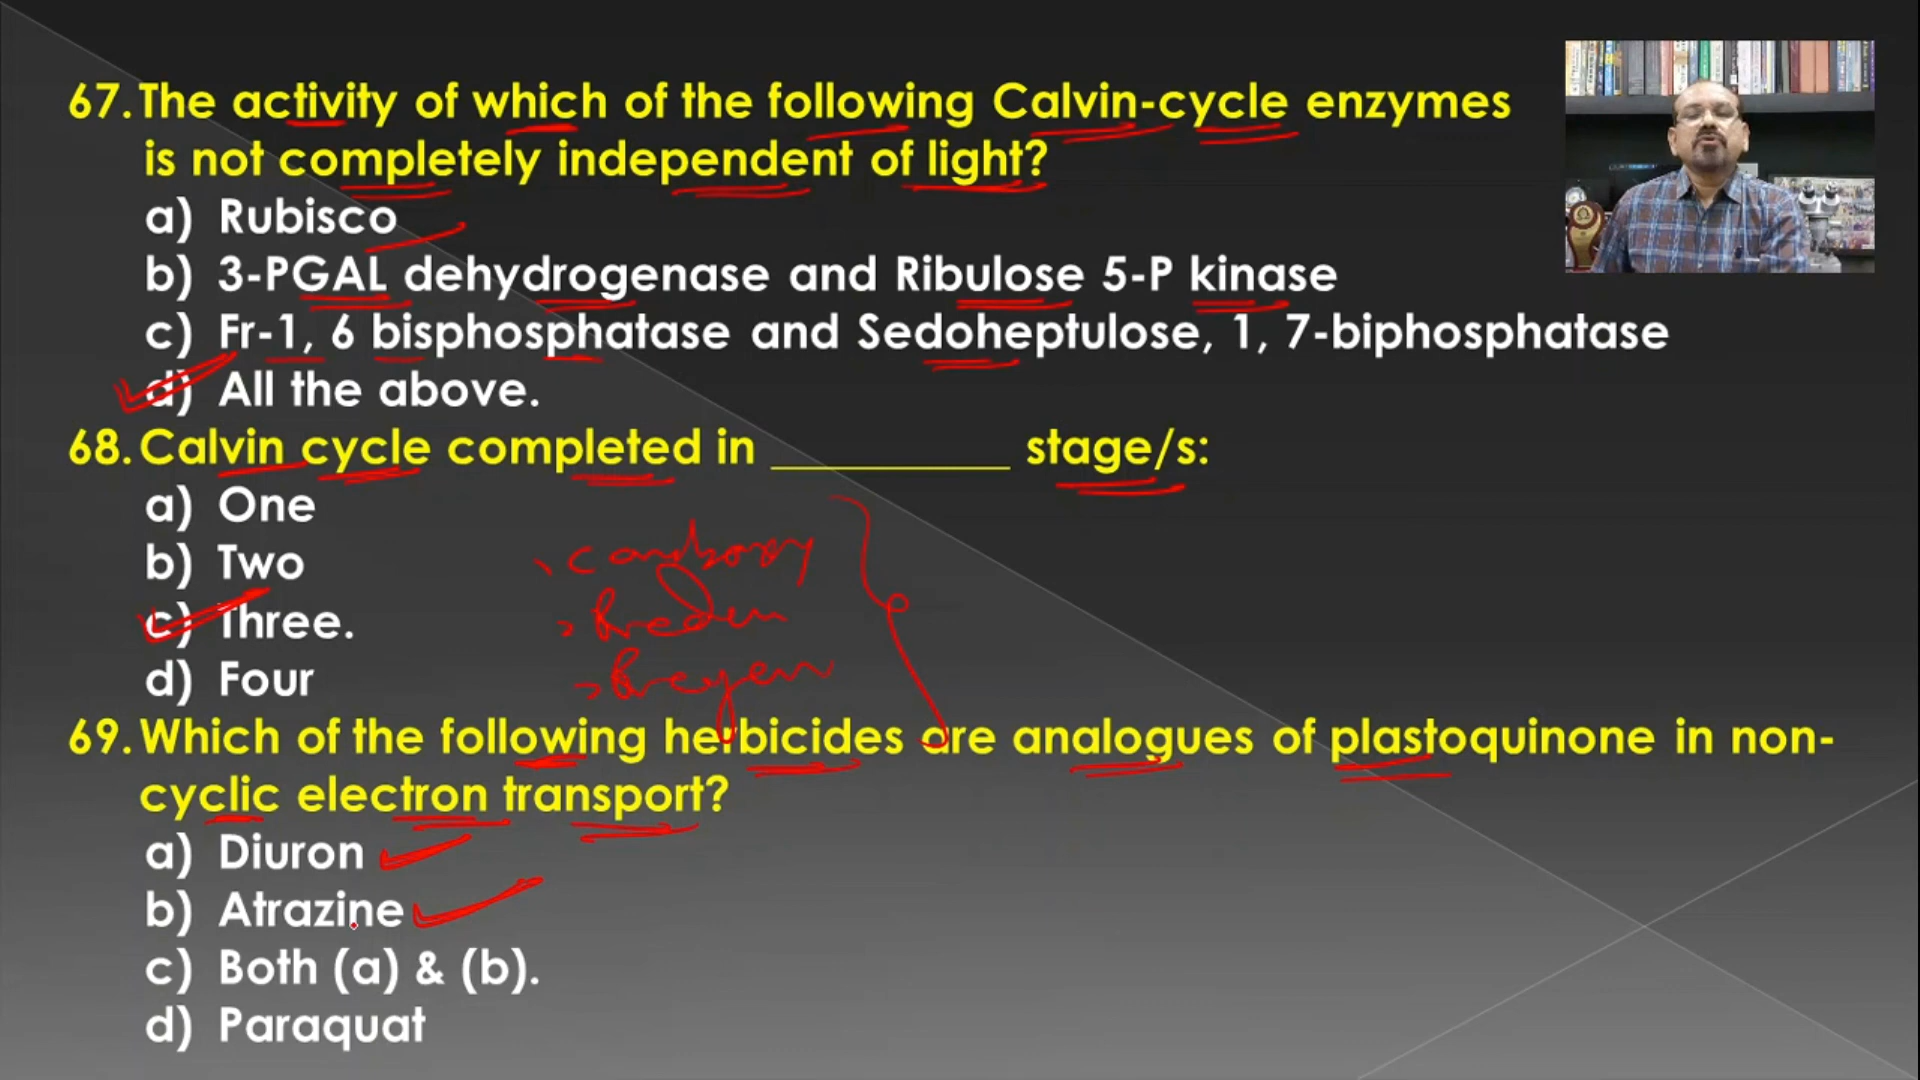 67. The activity of which of the following Calvin-cycle enzymes
is not completely independent of light?
a) Rubisco
b) 3-PGAL dehydrogenase and Ribulose 5-P kinase
c) Fr-1, 6 bisphosphatase and Sedoheptulose, 1, 7-biphosphatase
d) All the above.
68. Calvin cycle completed in __________ stage/s:
a) One
b) Two
c) Three.
d) Four
69. Which of the following herbicides are analogues of plastoquinone in non-
cyclic electron transport?
a) Diuron
b) Atrazine
c) Both (a) & (b).
d) Paraquat